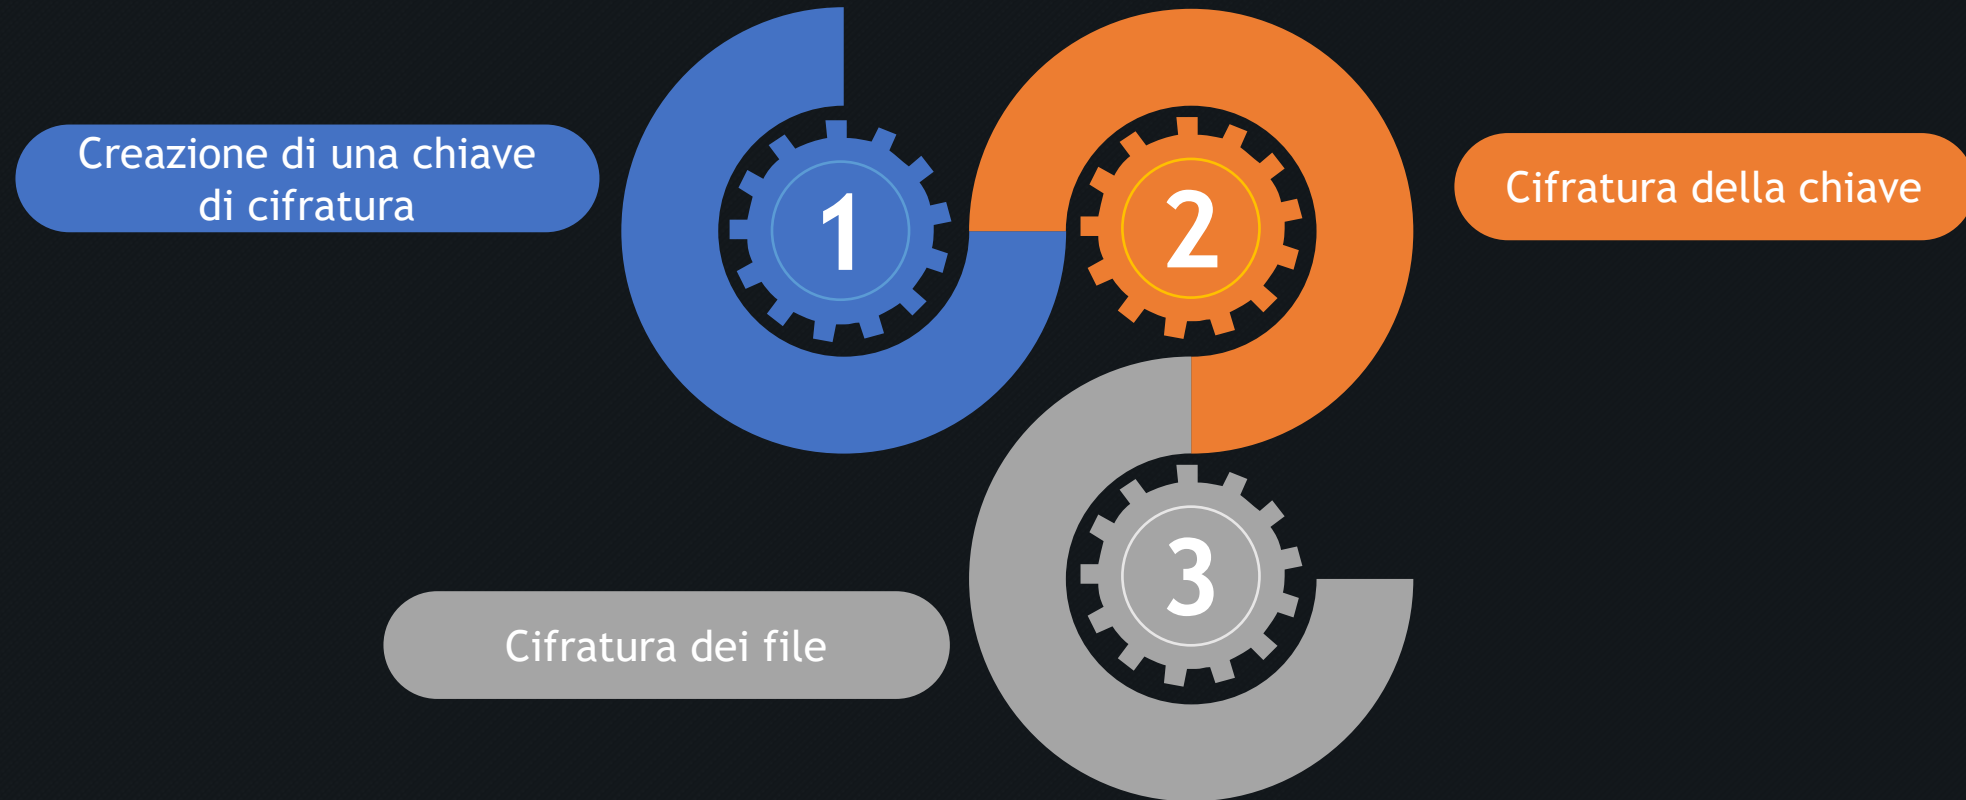 Creazione di una chiave
di cifratura
1
2
Cifratura della chiave
3
Cifratura dei file